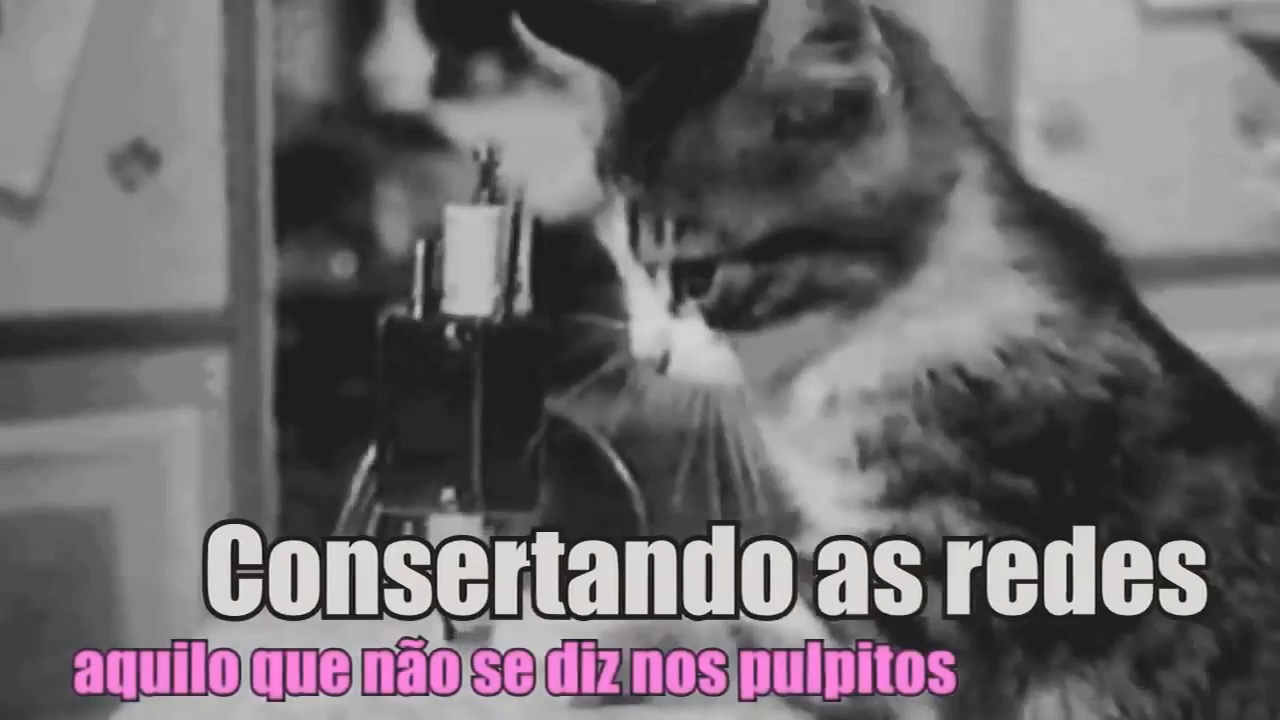 Consertando as redes
aquilo que não se diz nos pulpitos